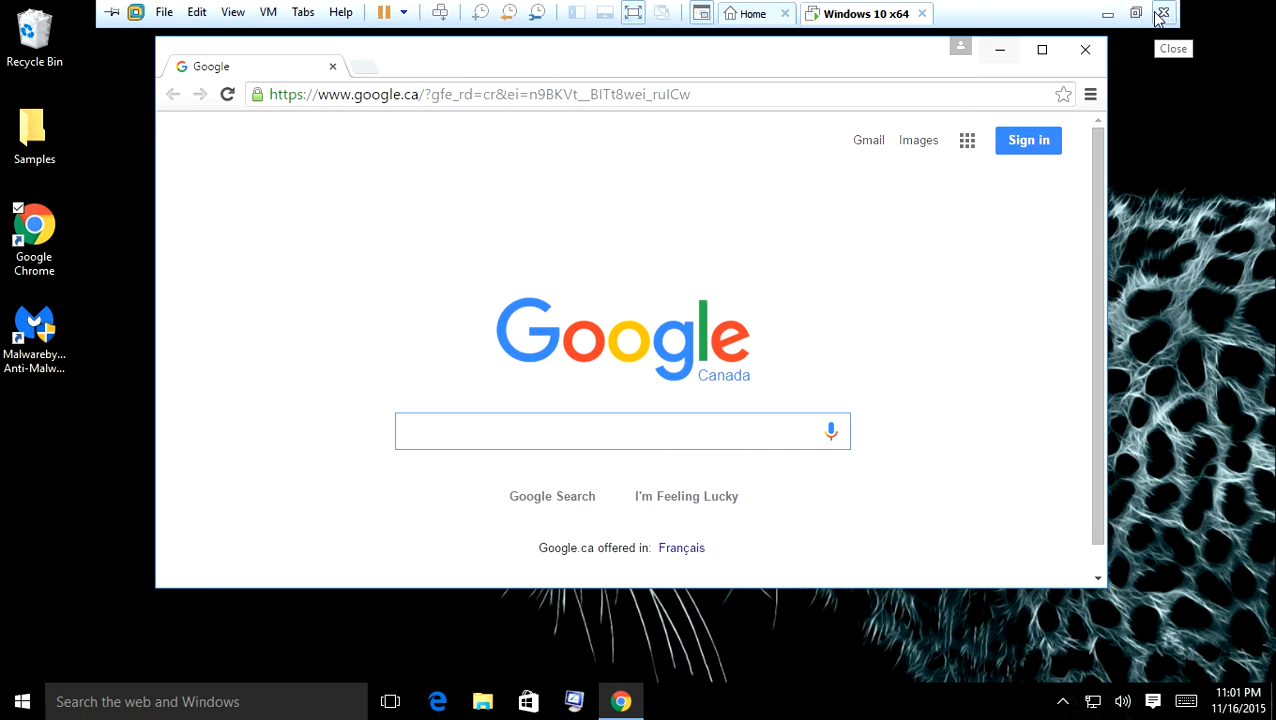 File Edit View VM Tabs Help
Home
Windows 10 x64
Close
Recycle Bin
Samples
Google
Chrome
Malwareby...
Anti-Malw...
Google
https://www.google.ca/?gfe_rd=cr&ei=n9BKVt__BITt8wei_ruICw
Gmail Images Sign in
Google
Canada
Google Search I'm Feeling Lucky
Google.ca offered in: Français
Search the web and Windows
11:01 PM
11/16/2015